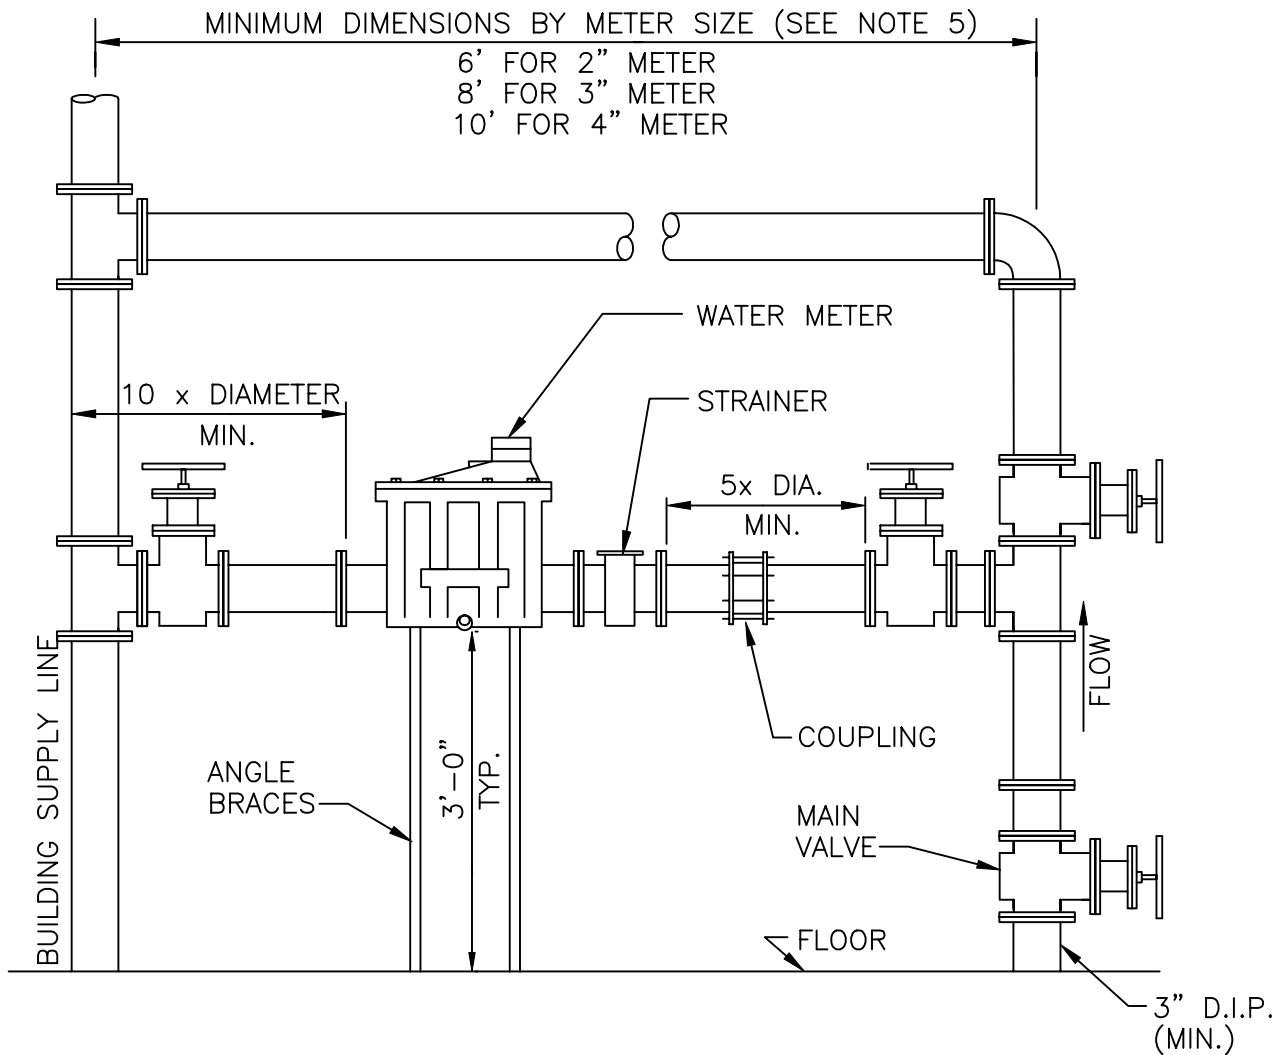 MINIMUM DIMENSIONS BY METER SIZE (SEE NOTE 5)
6' FOR 2" METER
8' FOR 3" METER
10' FOR 4" METER
WATER METER
10 x DIAMETER
MIN.
STRAINER
5x DIA.
MIN.
BUILDING SUPPLY LINE
FLOW
COUPLING
3'-0"
TYP.
ANGLE
BRACES
MAIN
VALVE
FLOOR
3" D.I.P.
(MIN.)